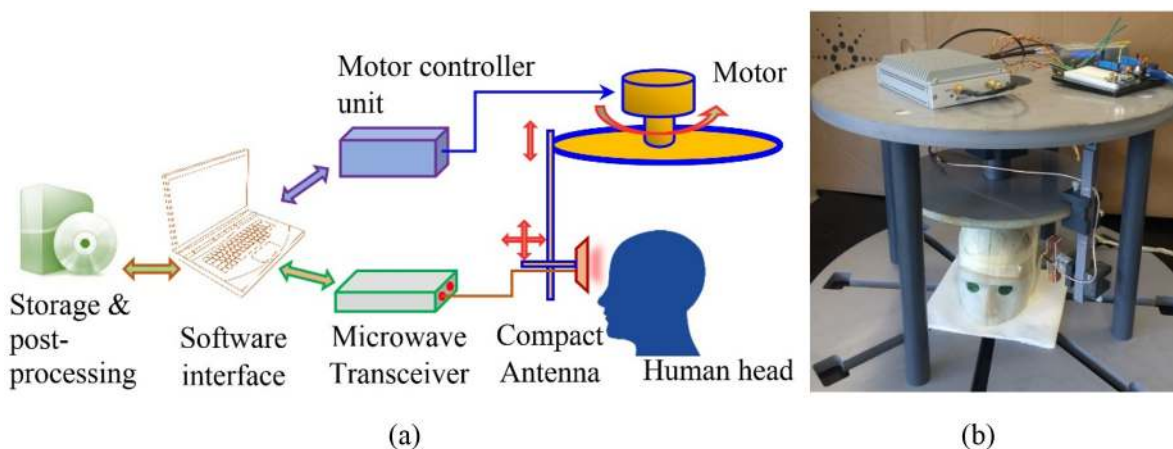 Motor controller
unit
Motor
Storage &
post-
processing
Software
interface
Microwave
Transceiver
Compact
Antenna
Human head
(a)
(b)